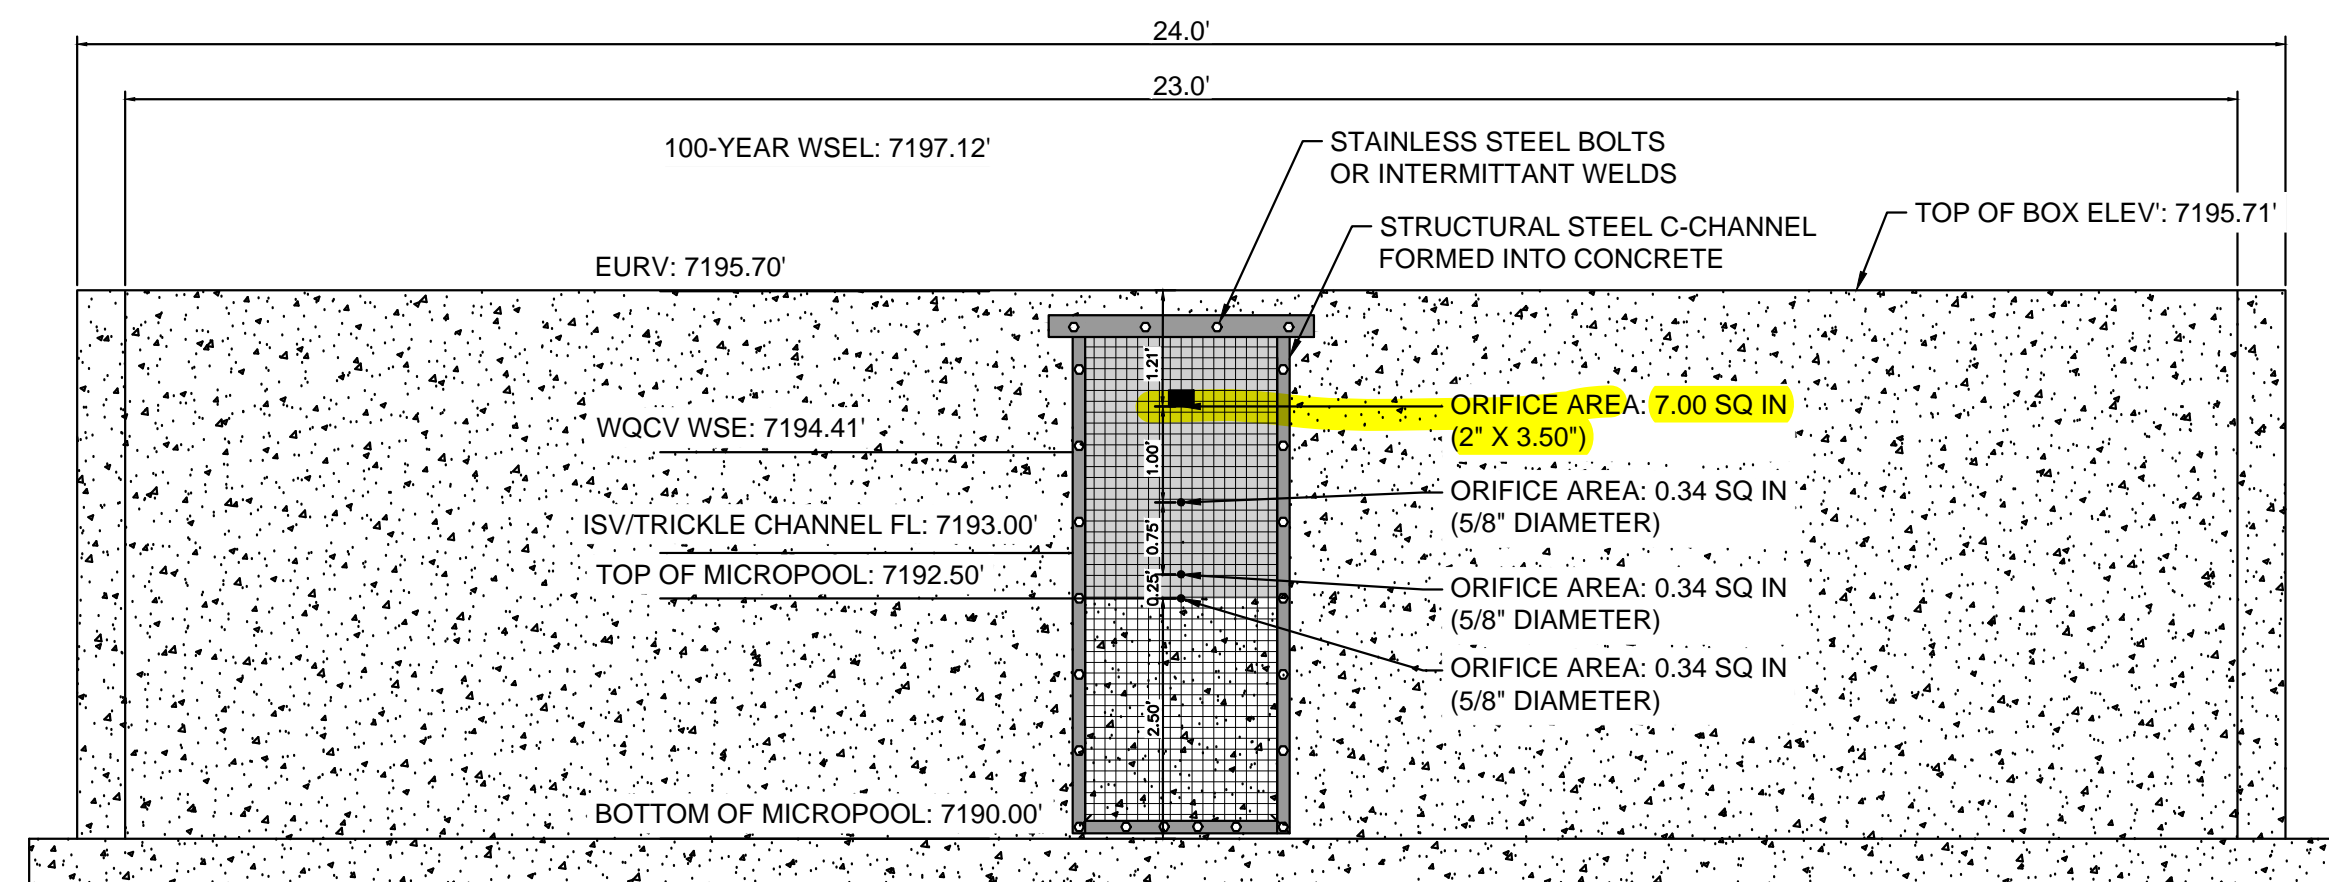 24.0'
23.0'
100-YEAR WSEL: 7197.12'
STAINLESS STEEL BOLTS
OR INTERMITTANT WELDS
TOP OF BOX ELEV': 7195.71'
STRUCTURAL STEEL C-CHANNEL
FORMED INTO CONCRETE
EURV: 7195.70'
1.21'
ORIFICE AREA: 7.00 SQ IN
(2" X 3.50")
WQCV WSE: 7194.41'
1.00'
ORIFICE AREA: 0.34 SQ IN
(5/8" DIAMETER)
ISV/TRICKLE CHANNEL FL: 7193.00'
0.75'
TOP OF MICROPOOL: 7192.50'
0.25'
ORIFICE AREA: 0.34 SQ IN
(5/8" DIAMETER)
ORIFICE AREA: 0.34 SQ IN
(5/8" DIAMETER)
2.50'
BOTTOM OF MICROPOOL: 7190.00'